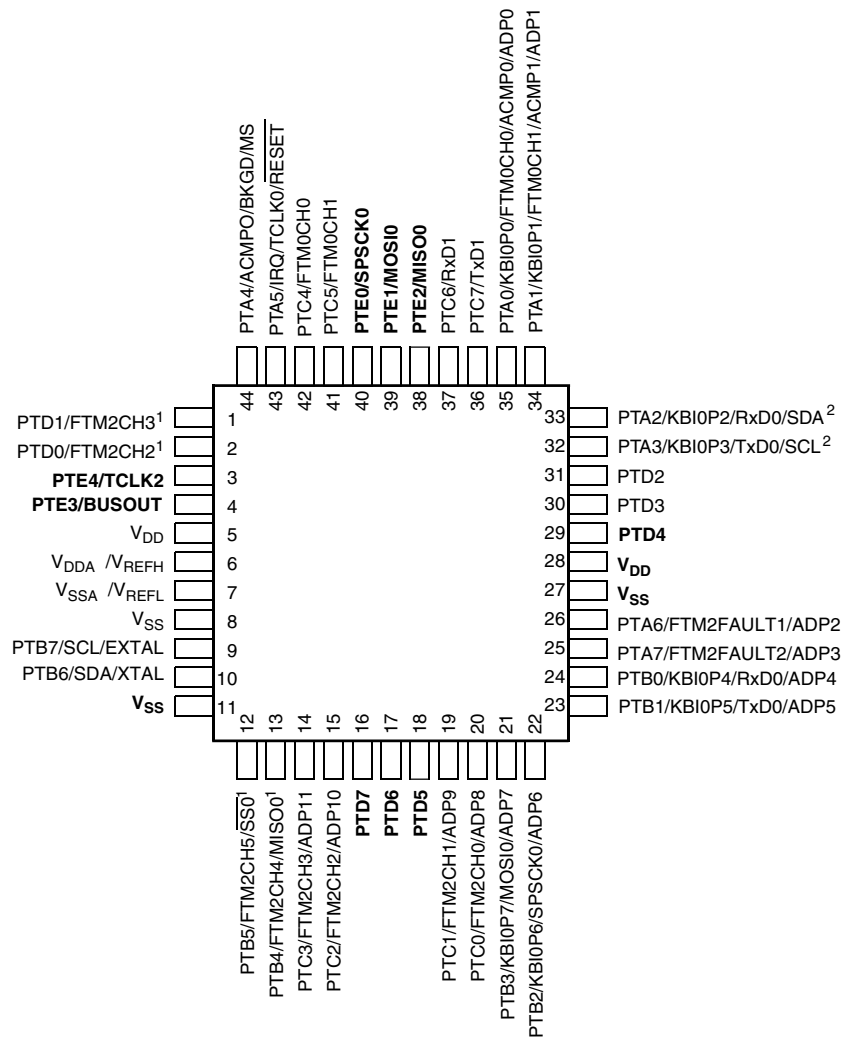 PTA4/ACMPO/BKGD/MS
PTA5/IRQ/TCLK0/RESET
PTC4/FTM0CH0
PTC5/FTM0CH1
PTE0/SPSCK0
PTE1/MOSI0
PTE2/MISO0
PTC6/RxD1
PTC7/TxD1
PTA0/KBI0P0/FTM0CH0/ACMP0/ADP0
PTA1/KBI0P1/FTM0CH1/ACMP1/ADP1
44 43 42 41 40 39 38 37 36 35 34
PTD1/FTM2CH3¹ 1
PTD0/FTM2CH2¹ 2
PTE4/TCLK2 3
PTE3/BUSOUT 4
VDD 5
VDDA /VREFH 6
VSSA /VREFL 7
VSS 8
PTB7/SCL/EXTAL 9
PTB6/SDA/XTAL 10
VSS 11
33 PTA2/KBI0P2/RxD0/SDA²
32 PTA3/KBI0P3/TxD0/SCL²
31 PTD2
30 PTD3
29 PTD4
28 VDD
27 VSS
26 PTA6/FTM2FAULT1/ADP2
25 PTA7/FTM2FAULT2/ADP3
24 PTB0/KBI0P4/RxD0/ADP4
23 PTB1/KBI0P5/TxD0/ADP5
12 13 14 15 16 17 18 19 20 21 22
PTB5/FTM2CH5/SS0¹
PTB4/FTM2CH4/MISO0¹
PTC3/FTM2CH3/ADP11
PTC2/FTM2CH2/ADP10
PTD7
PTD6
PTD5
PTC1/FTM2CH1/ADP9
PTC0/FTM2CH0/ADP8
PTB3/KBI0P7/MOSI0/ADP7
PTB2/KBI0P6/SPSCK0/ADP6